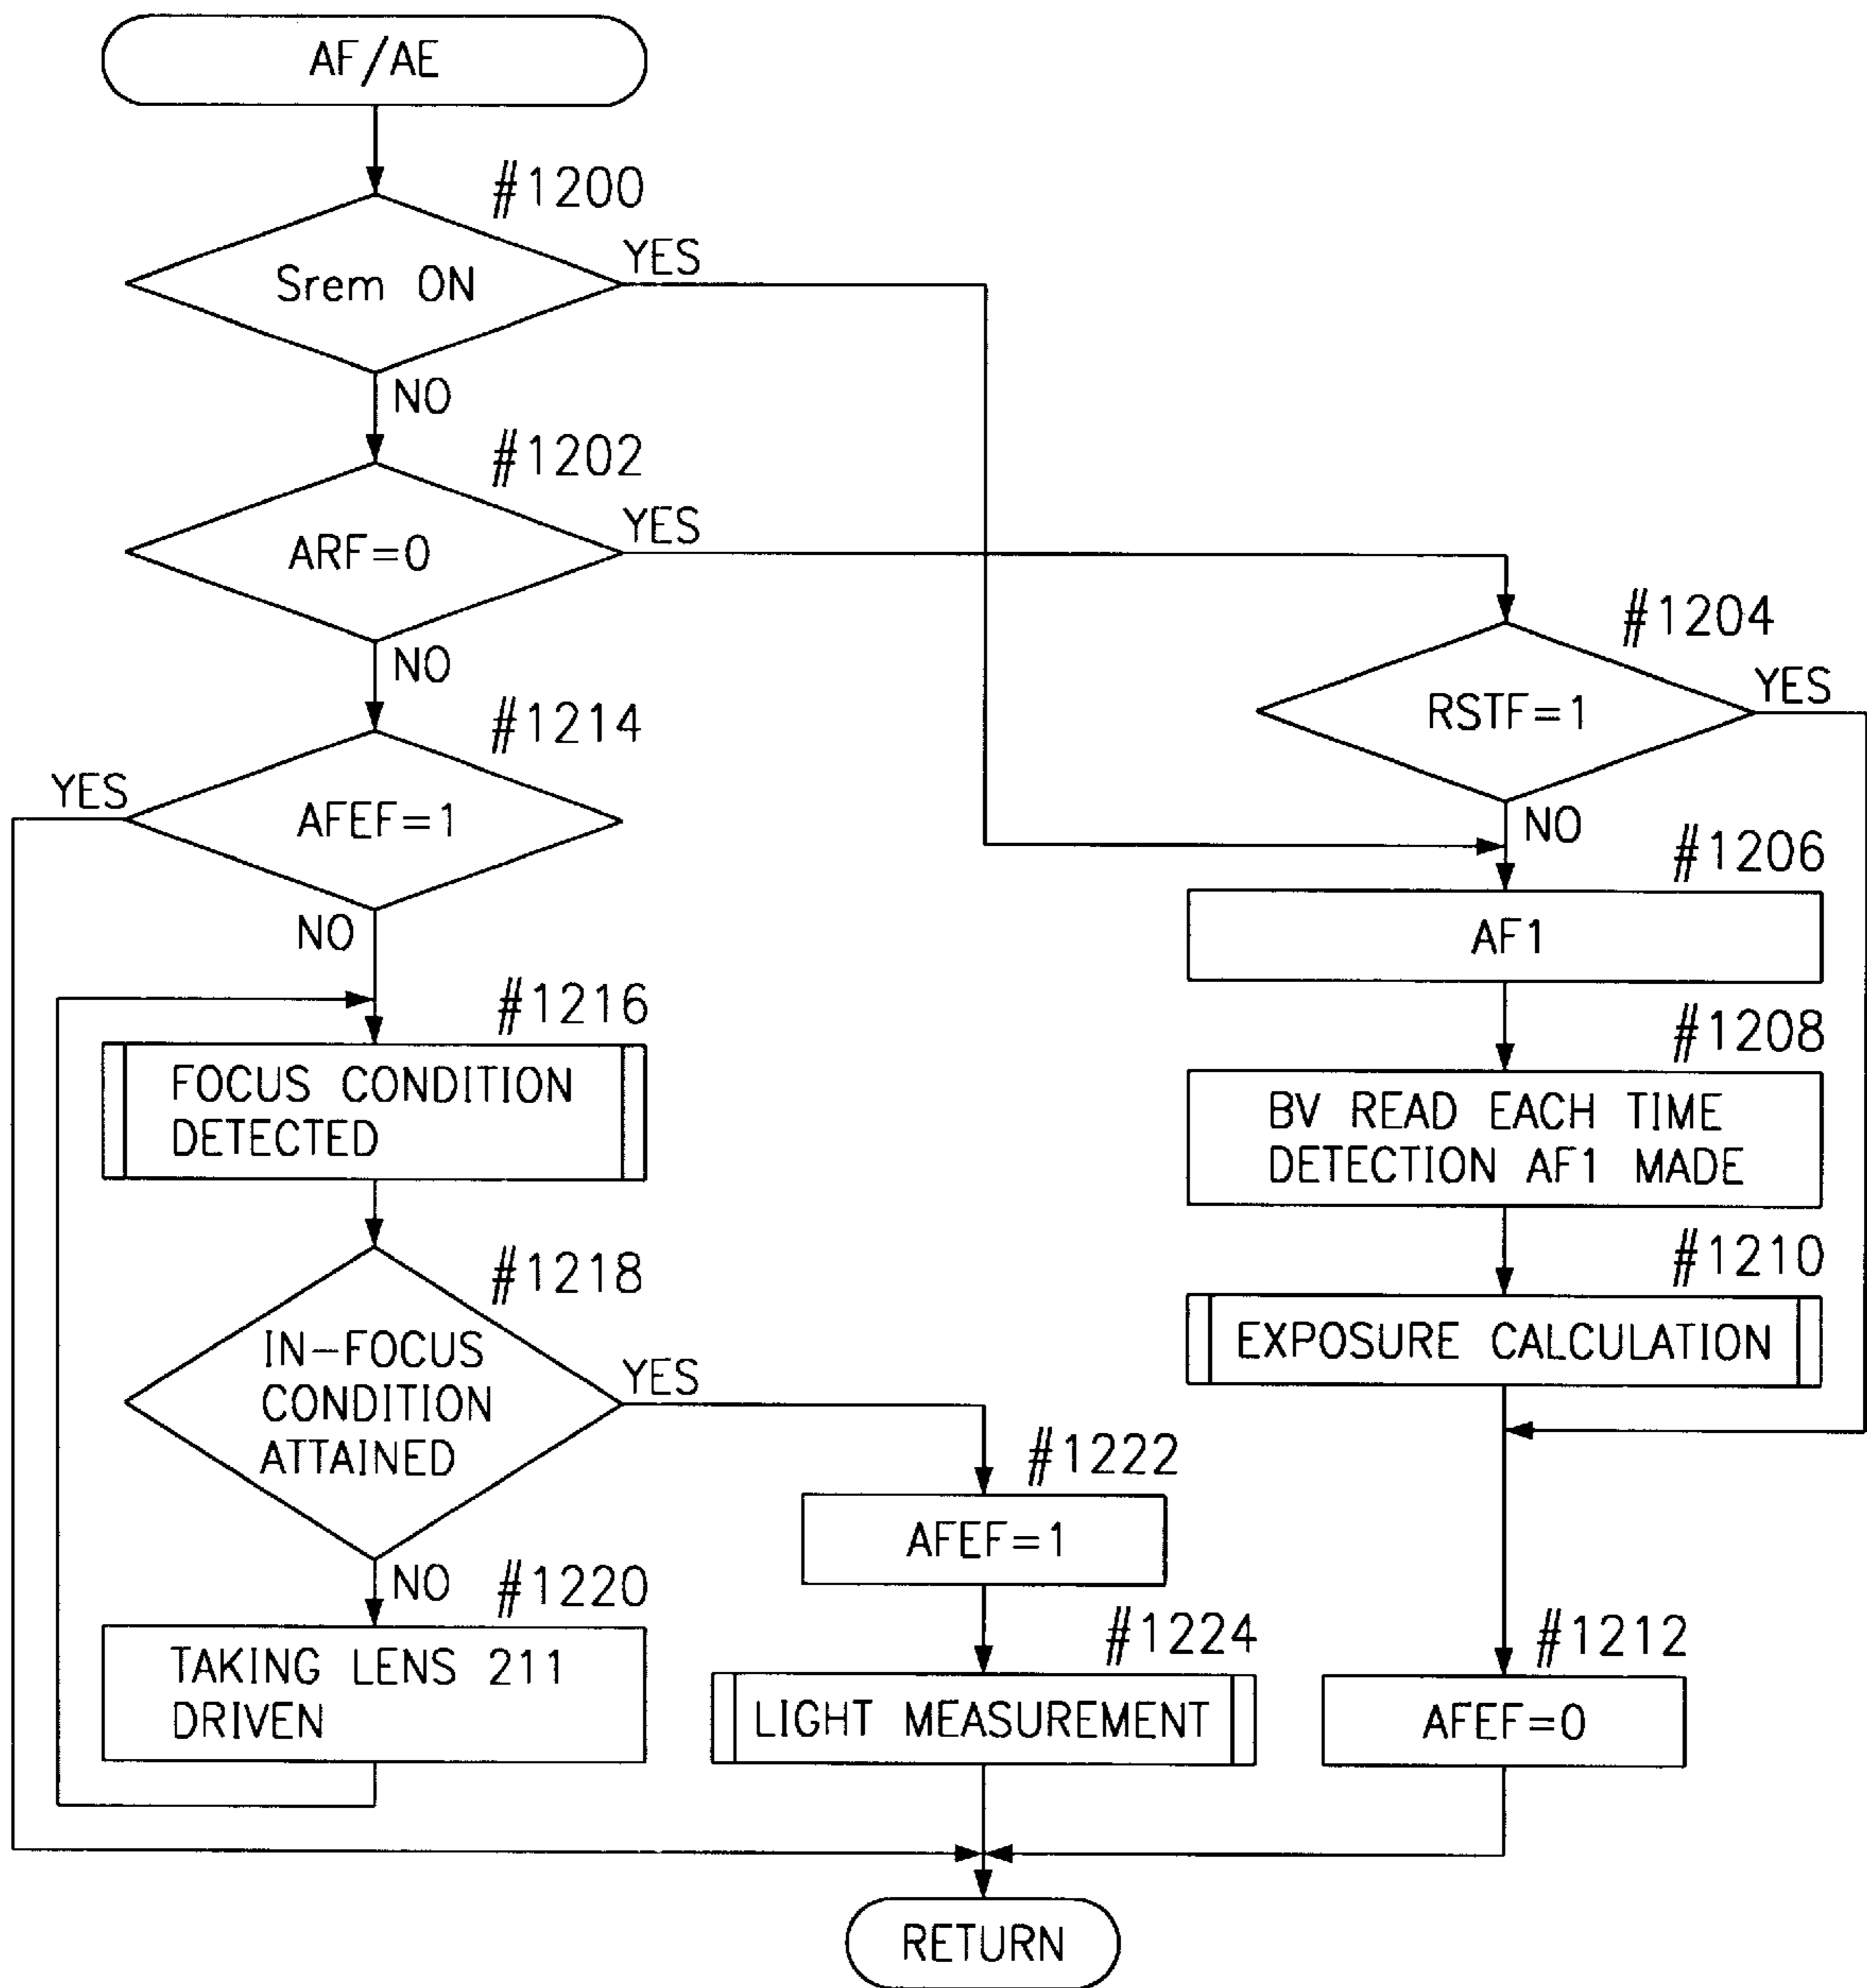 AF/AE
#1200
Srem ON
YES
NO
#1202
ARF=0
YES
NO
#1204
RSTF=1
YES
NO
#1214
AFEF=1
YES
NO
#1206
AF1
#1216
FOCUS CONDITION
DETECTED
#1208
BV READ EACH TIME
DETECTION AF1 MADE
#1218
IN-FOCUS
CONDITION
ATTAINED
YES
NO
#1210
EXPOSURE CALCULATION
#1222
AFEF=1
#1220
TAKING LENS 211
DRIVEN
#1224
LIGHT MEASUREMENT
#1212
AFEF=0
RETURN